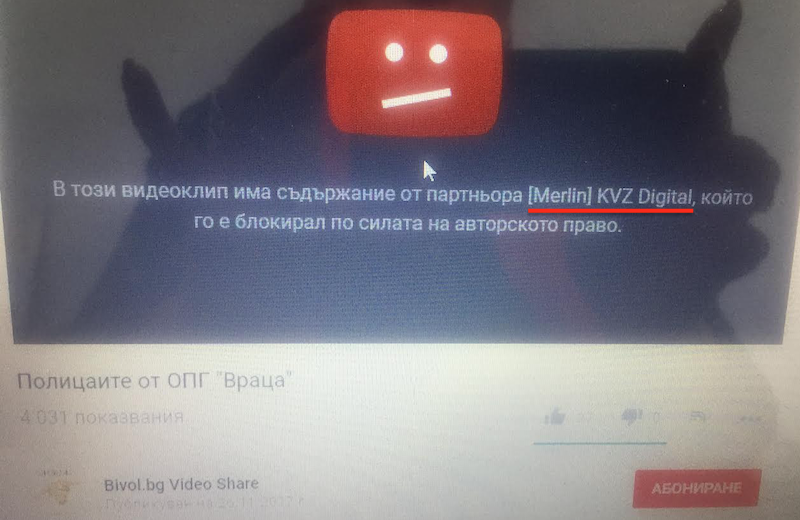 В този видеоклип има съдържание от партньора [Merlin] KVZ Digital, който
го е блокирал по силата на авторското право.
Полицаите от ОПГ "Враца"
4 031 показвания
Bivol.bg Video Share
Публикуван на 26.11.2017 г.
АБОНИРАНЕ